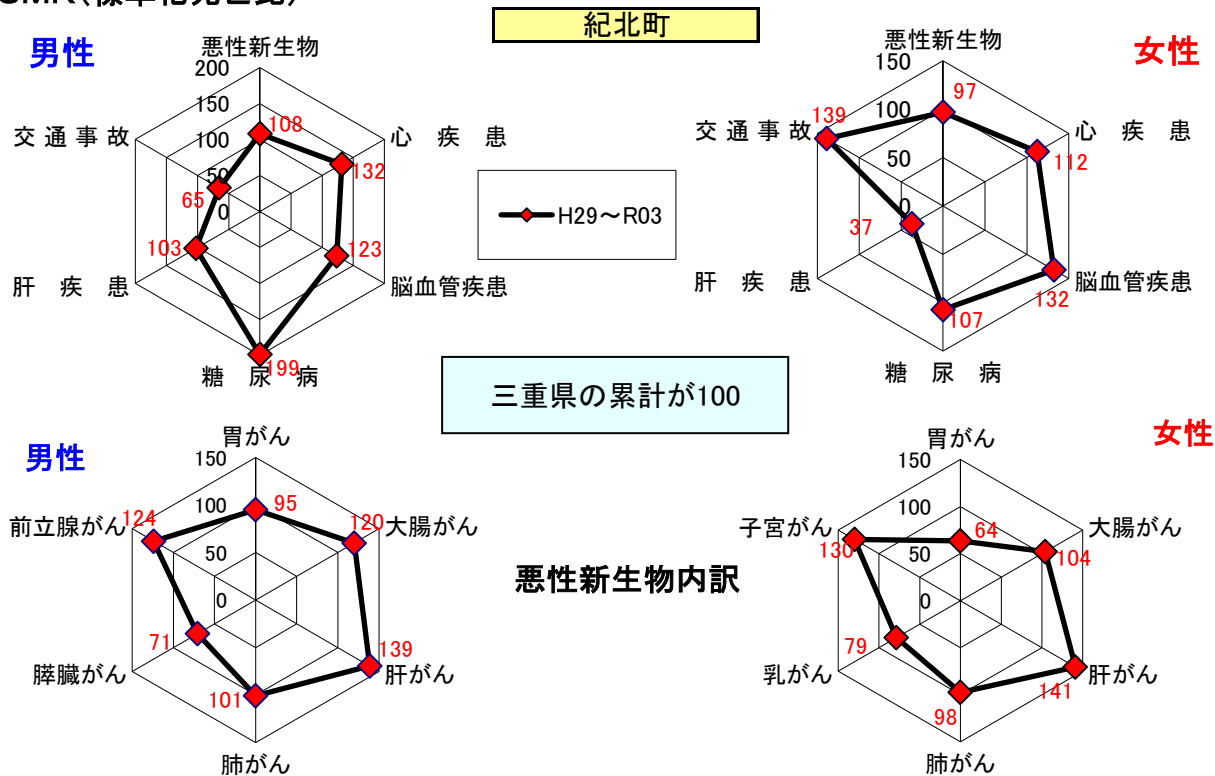 SMR(標準化死亡比)
紀北町
男性
悪性新生物
200
150
100
50
0
心 疾 患
脳血管疾患
糖 尿 病
肝 疾 患
交 通 事 故
108
132
123
199
103
65
H29～R03
女性
悪性新生物
150
100
50
0
心 疾 患
脳血管疾患
糖 尿 病
肝 疾 患
交 通 事 故
97
112
132
107
37
139
三重県の累計が100
男性
胃がん
150
100
50
0
大腸がん
肝がん
肺がん
膵臓がん
前立腺がん
95
120
139
101
71
124
悪性新生物内訳
女性
胃がん
150
100
50
0
大腸がん
肝がん
肺がん
乳がん
子宮がん
64
104
141
98
79
130